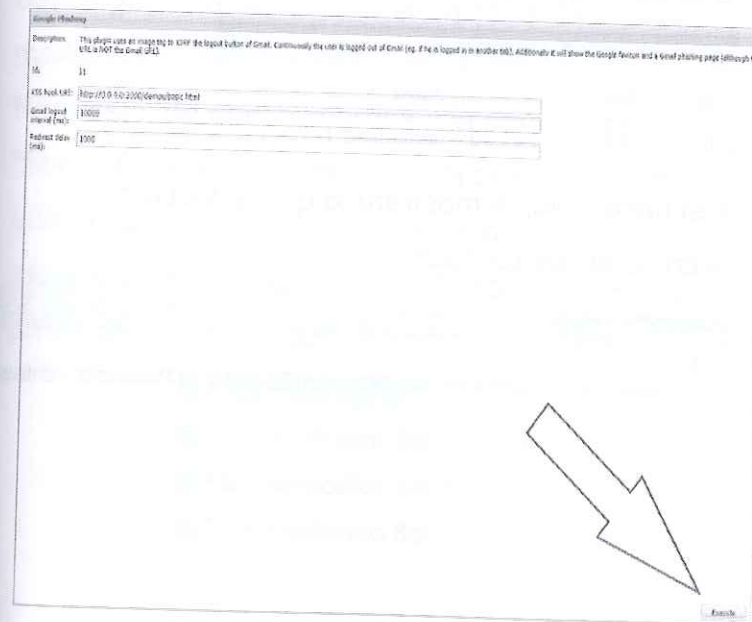 Google Phishing
Description: This plugin uses an image tag to XSRF the logout button of Gmail. Continuously the user is logged out of Gmail (eg. if he is logged in in another tab). Additionally it will show the Google favicon and a Gmail phishing page (although the
URL is NOT the Gmail URL).
Id: 11
XSS hook URI: http://0.0.0.0:3000/demos/basic.html
Gmail logout 10000
interval (ms):
Redirect delay 1000
(ms):
Execute